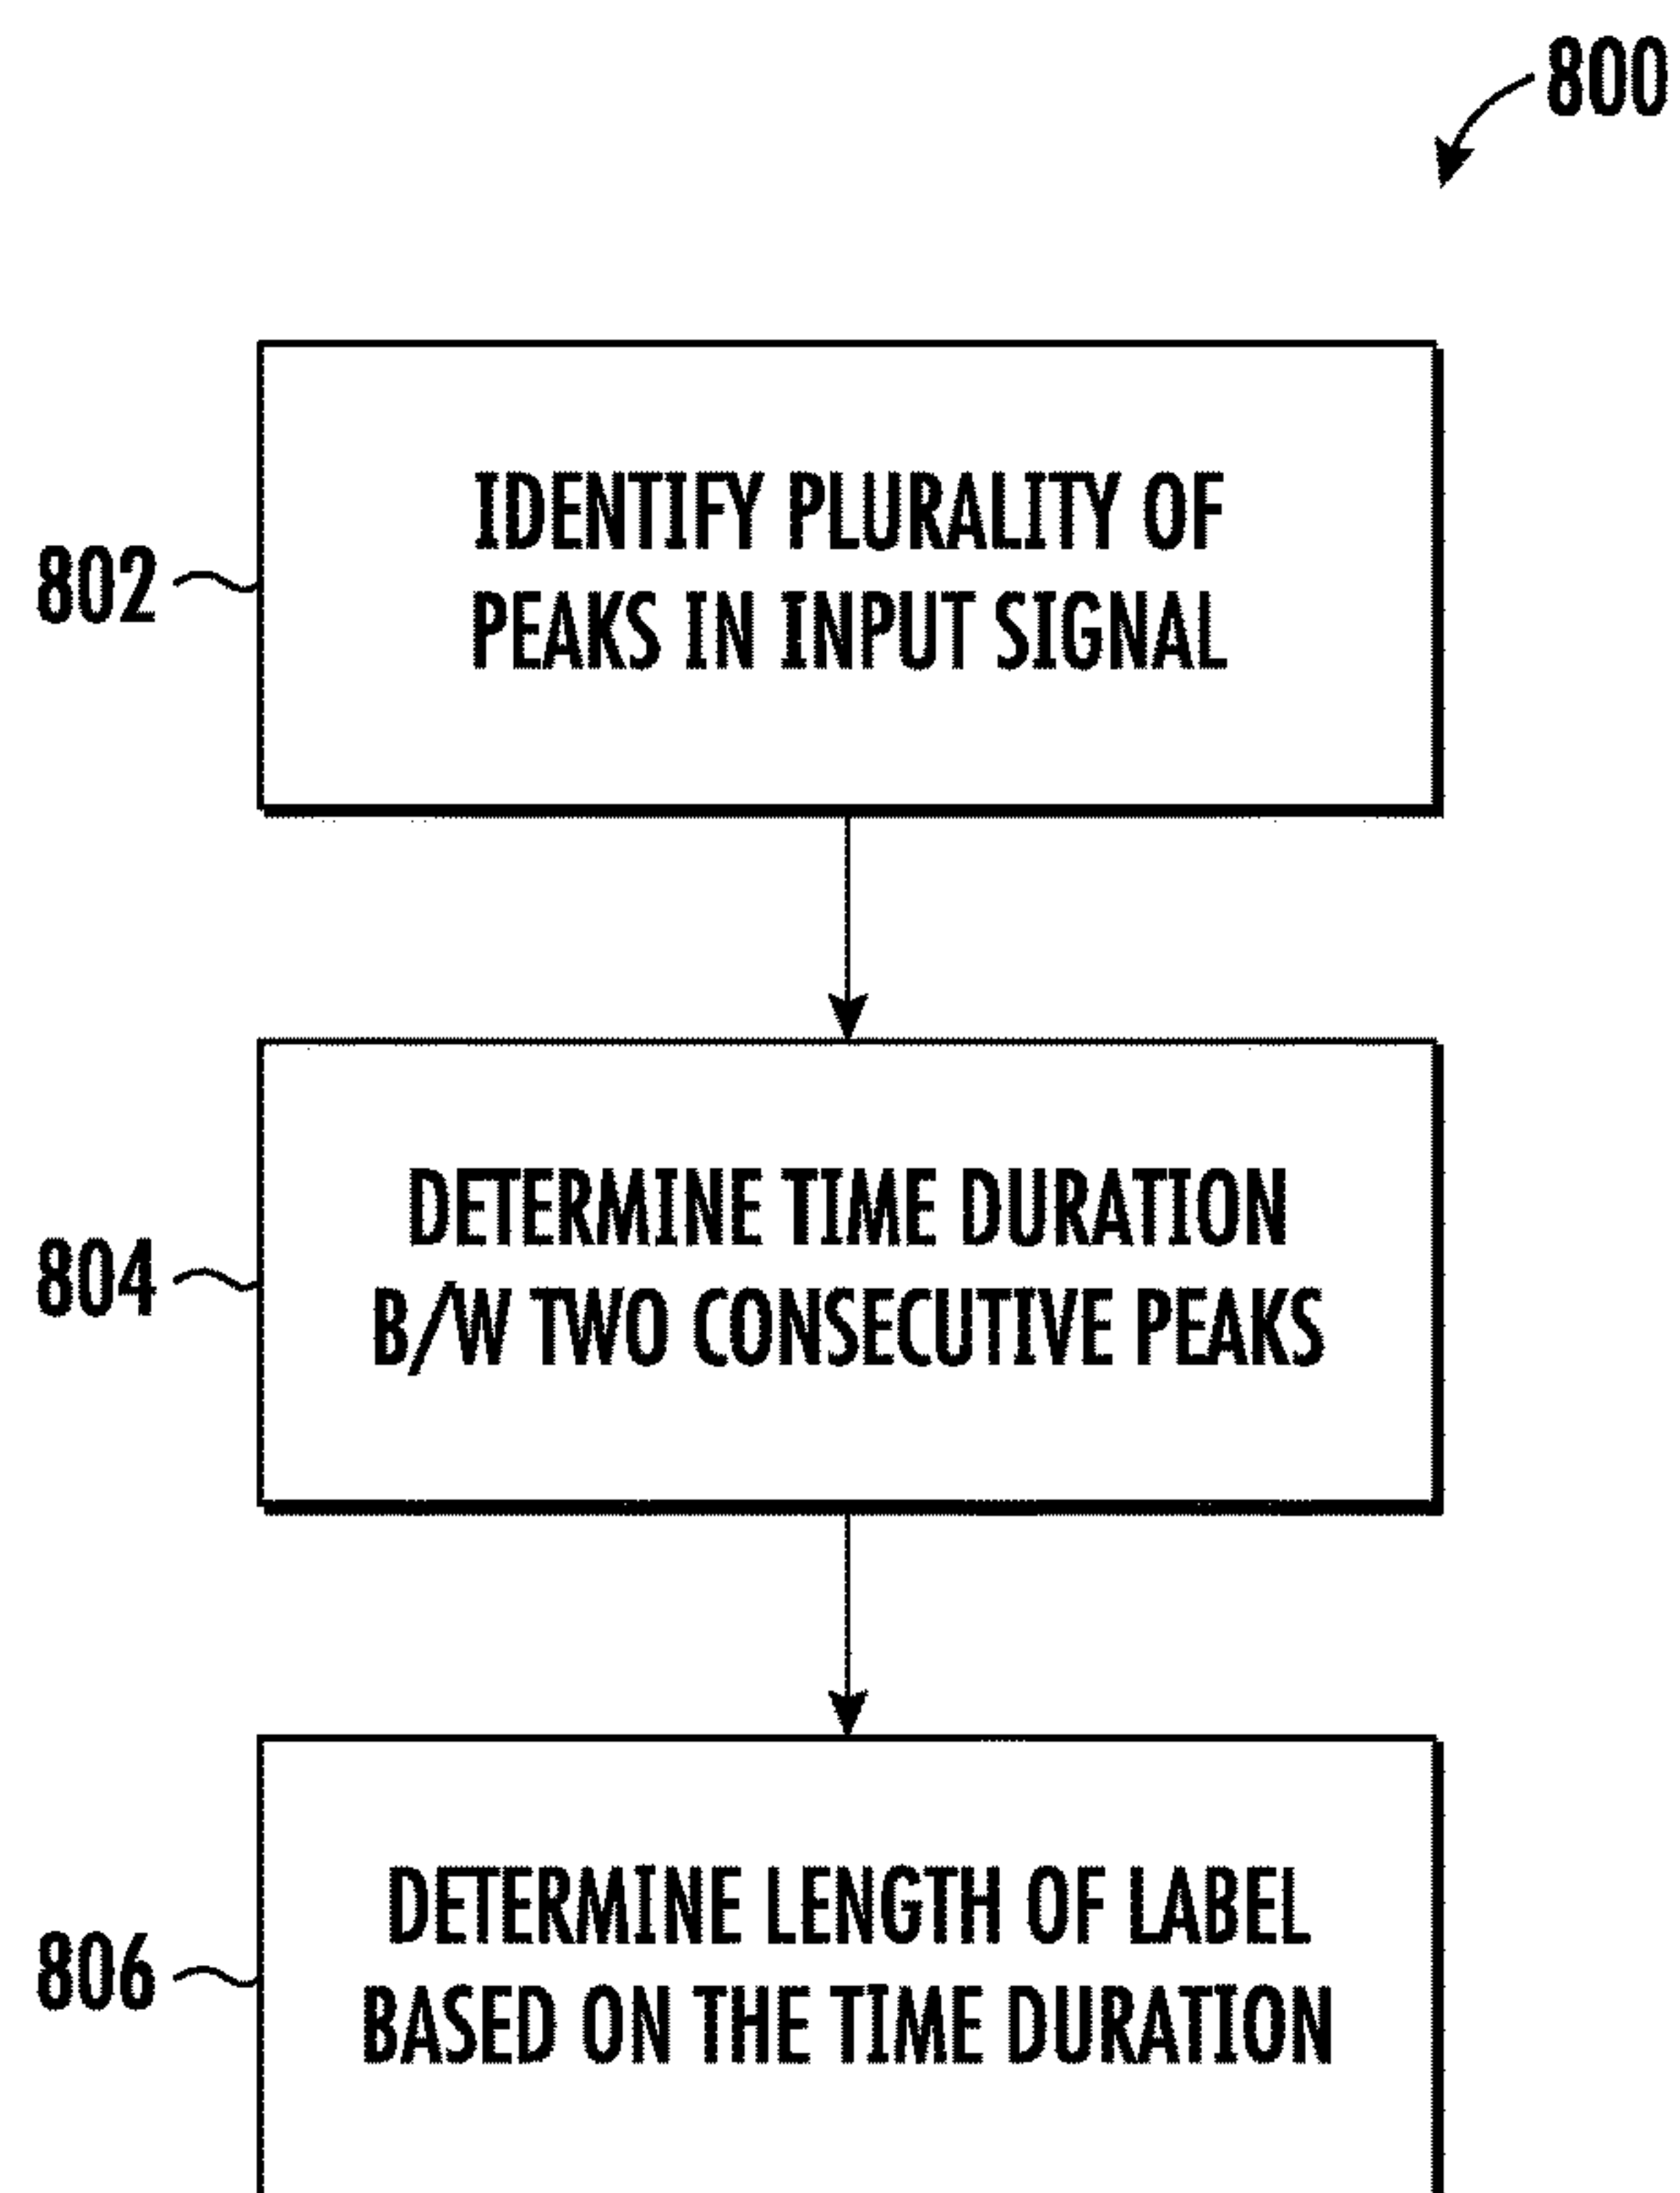 800
802
IDENTIFY PLURALITY OF
PEAKS IN INPUT SIGNAL
804
DETERMINE TIME DURATION
B/W TWO CONSECUTIVE PEAKS
806
DETERMINE LENGTH OF LABEL
BASED ON THE TIME DURATION